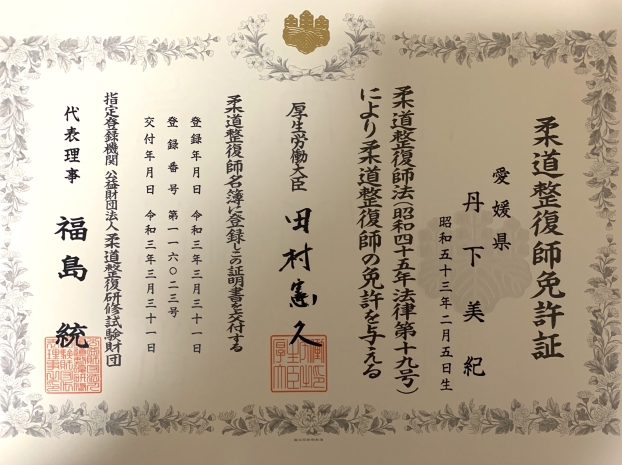 柔道整復師免許証
愛媛県
丹下美紀
昭和五十三年二月五日生
柔道整復師法(昭和四十五年法律第十九号)
により柔道整復師の免許を与える
厚生労働大臣 田村憲久
柔道整復師名簿に登録しこの証明書を交付する
登録年月日 令和三年三月三十一日
登録番号 第一一六〇二三号
交付年月日 令和三年三月三十一日
指定登録機関 公益財団法人 柔道整復研修試験財団
代表理事 福島統